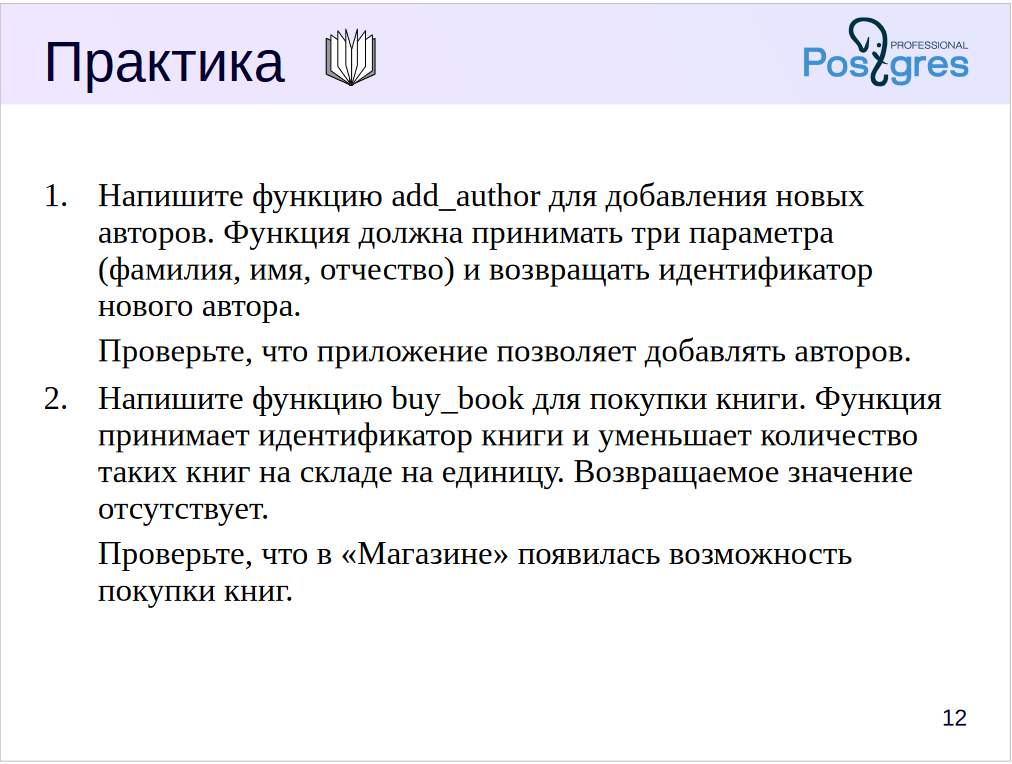 Практика
PROFESSIONAL
Postgres
1. Напишите функцию add_author для добавления новых
авторов. Функция должна принимать три параметра
(фамилия, имя, отчество) и возвращать идентификатор
нового автора.
Проверьте, что приложение позволяет добавлять авторов.
2. Напишите функцию buy_book для покупки книги. Функция
принимает идентификатор книги и уменьшает количество
таких книг на складе на единицу. Возвращаемое значение
отсутствует.
Проверьте, что в «Магазине» появилась возможность
покупки книг.
12